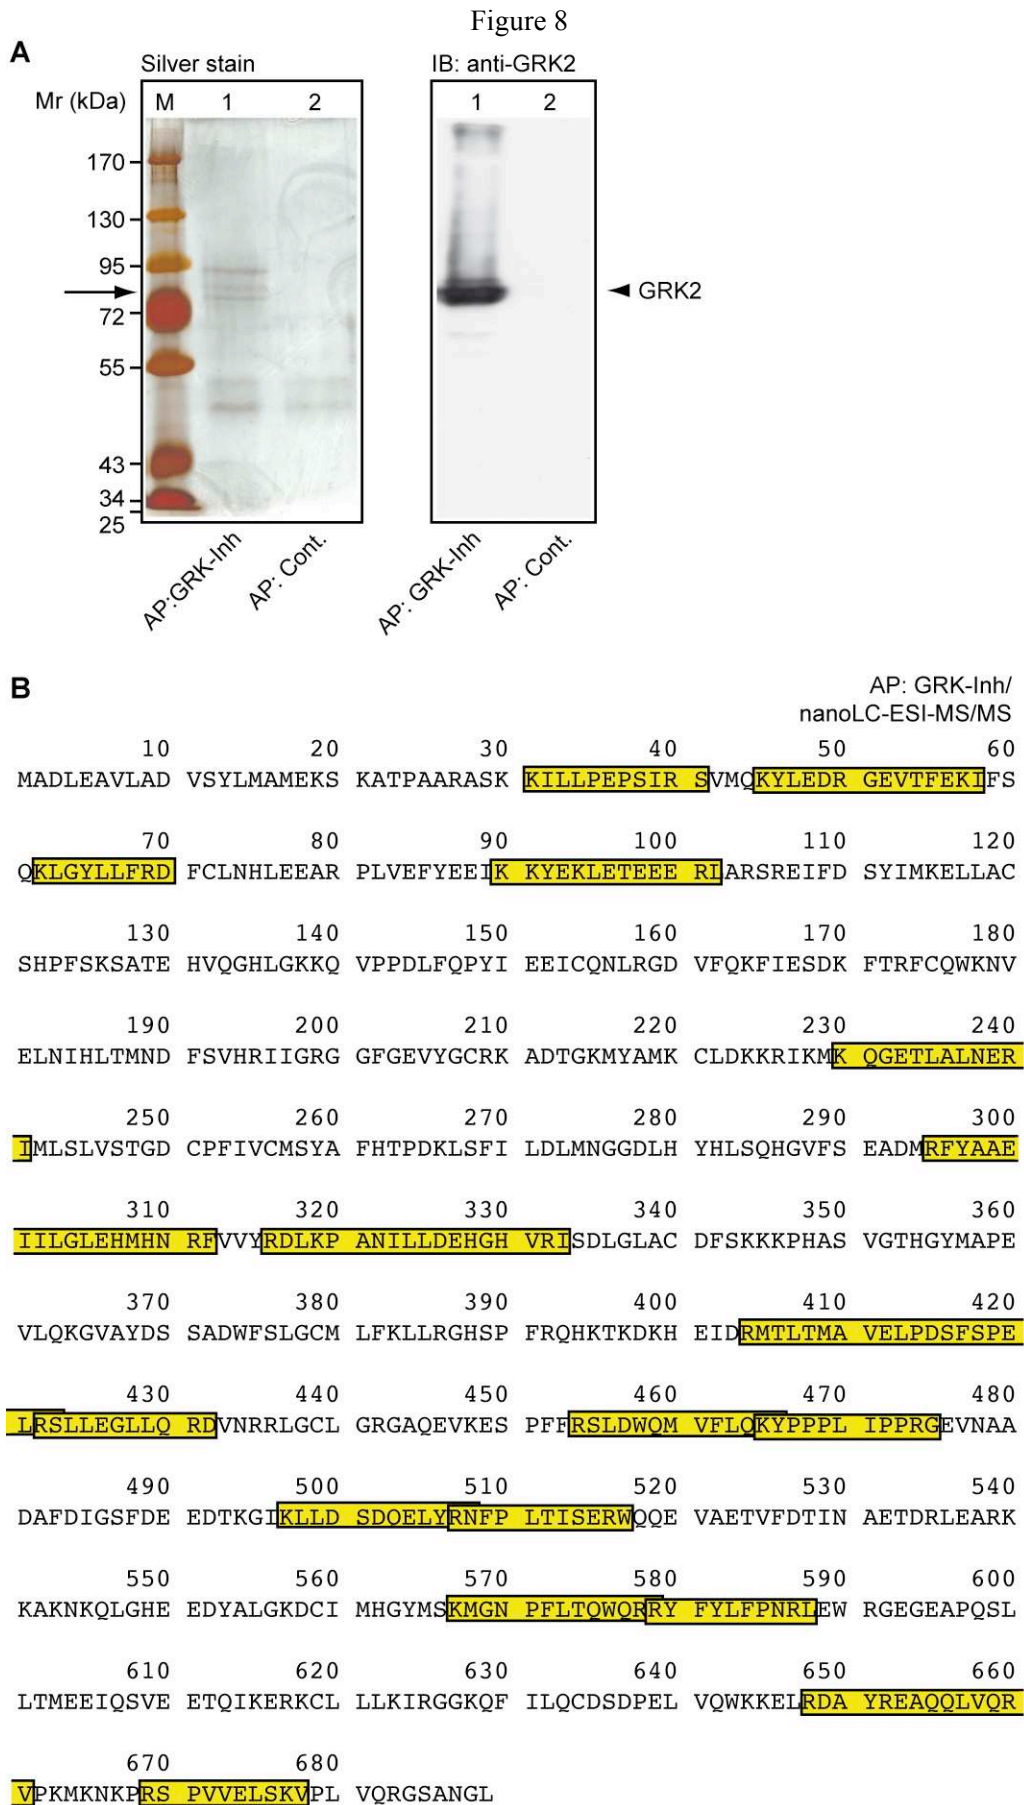 Figure 8
A
Silver stain
IB: anti-GRK2
Mr (kDa) M 1 2
1 2
170
130
95
72
55
43
34
25
GRK2
AP:GRK-Inh
AP: Cont.
AP: GRK-Inh
AP: Cont.
B
AP: GRK-Inh/
nanoLC-ESI-MS/MS
10 20 30 40 50 60
MADLEAVLAD VSYLMAMEKS KATPAARASK KILLPEPSIR SVMQKYLEDR GEVTFEKIFS
70 80 90 100 110 120
QKLGYLLFRD FCLNHLEEAR PLVEFYEEIK KYEKLETEEE RLARSREIFD SYIMKELLAC
130 140 150 160 170 180
SHPFSKSATE HVQGHLGKKQ VPPDLFQPYI EEICQNLRGD VFQKFIESDK FTRFCQWKNV
190 200 210 220 230 240
ELNIHLTMND FSVHRIIGRG GFGEVYGCRK ADTGKMYAMK CLDKKRIKMK QGETLALNER
250 260 270 280 290 300
IMLSLVSTGD CPFIVCMSYA FHTPDKLSFI LDLMNGGDLH YHLSQHGVFS EADMRFYAAE
310 320 330 340 350 360
IILGLEHMHN RFVVYRDLKP ANILLDEHGH VRISDLGLAC DFSKKKPHAS VGTHGYMAPE
370 380 390 400 410 420
VLQKGVAYDS SADWFSLGCM LFKLLRGHSP FRQHKTKDKH EIDRMTLTMA VELPDSFSPE
430 440 450 460 470 480
LRSLLEGLLQ RDVNRRLGCL GRGAQEVKES PFFRSLDWQM VFLQKYPPPL IPPRGEVNAA
490 500 510 520 530 540
DAFDIGSFDE EDTKGIKLLD SDQELYRNFP LTISERWQQE VAETVFDTIN AETDRLEARK
550 560 570 580 590 600
KAKNKQLGHE EDYALGKDCI MHGYMSKMGN PFLTQWQRRY FYLFPNRLEW RGEGEAPQSL
610 620 630 640 650 660
LTMEEIQSVE ETQIKERKCL LLKIRGGKQF ILQCDSDPEL VQWKKELRDA YREAQQLVQR
670 680
VPKMKNKPRS PVVELSKVPL VQRGSANGL